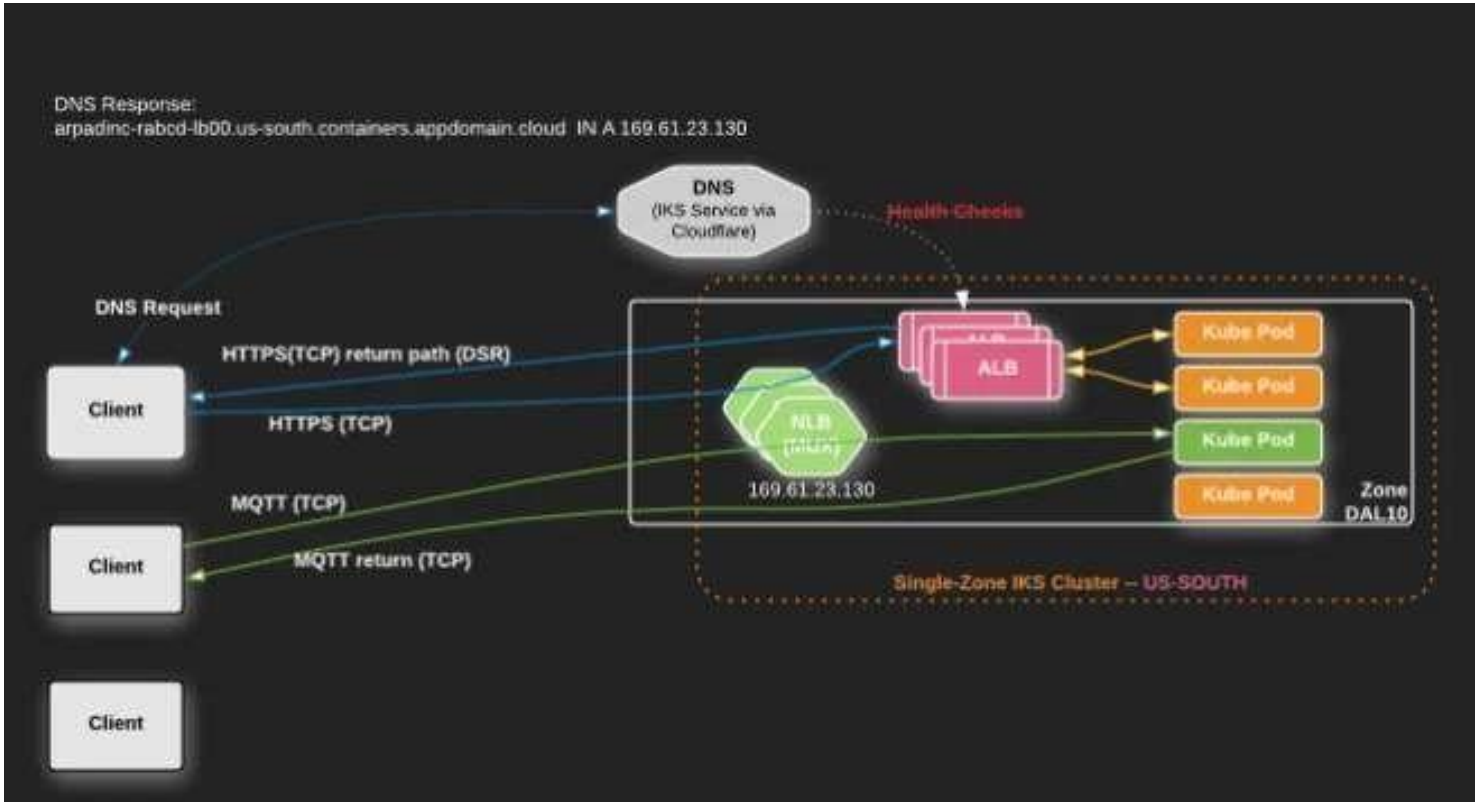 DNS Response:
arpadinc-rabcd-lb00.us-south.containers.appdomain.cloud IN A 169.61.23.130
DNS
(IKS Service via
Cloudflare)
Health Checks
DNS Request
HTTPS(TCP) return path (DSR)
ALB
ALB
Kube Pod
Kube Pod
Client
HTTPS (TCP)
NLB
(MUX)
Kube Pod
169.61.23.130
Kube Pod
Zone
DAL10
MQTT (TCP)
MQTT return (TCP)
Client
Single-Zone IKS Cluster – US-SOUTH
Client